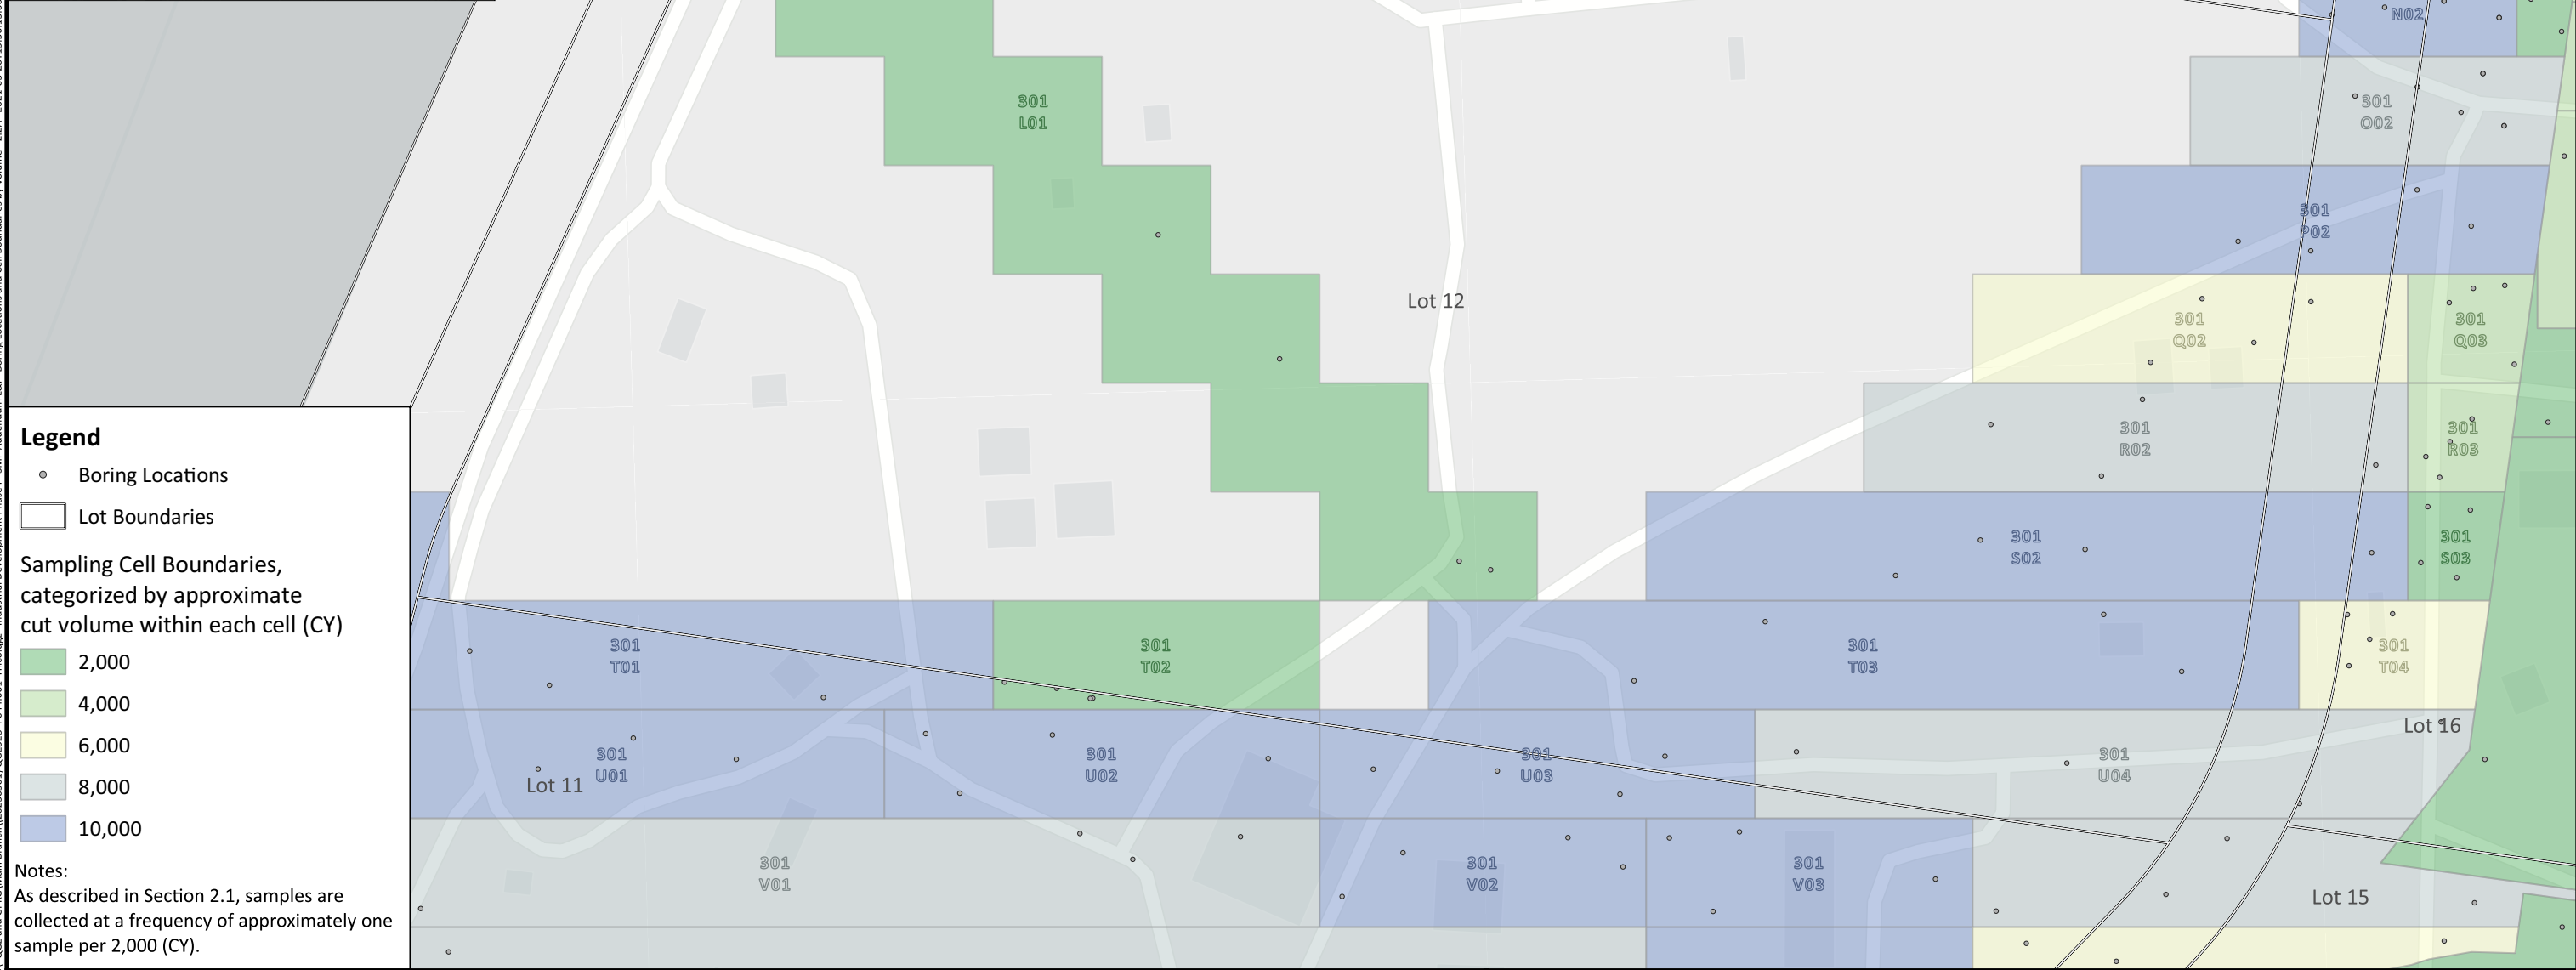 N02
301
L01
301
O02
301
P02
Lot 12
301
Q02
301
Q03
301
R02
301
R03
301
S02
301
S03
301
T01
301
T02
301
T03
301
T04
Lot 16
301
U01
Lot 11
301
U02
301
U03
301
U04
301
V01
301
V02
301
V03
Lot 15
Legend
Boring Locations
Lot Boundaries
Sampling Cell Boundaries,
categorized by approximate
cut volume within each cell (CY)
2,000
4,000
6,000
8,000
10,000
Notes:
As described in Section 2.1, samples are
collected at a frequency of approximately one
sample per 2,000 (CY).